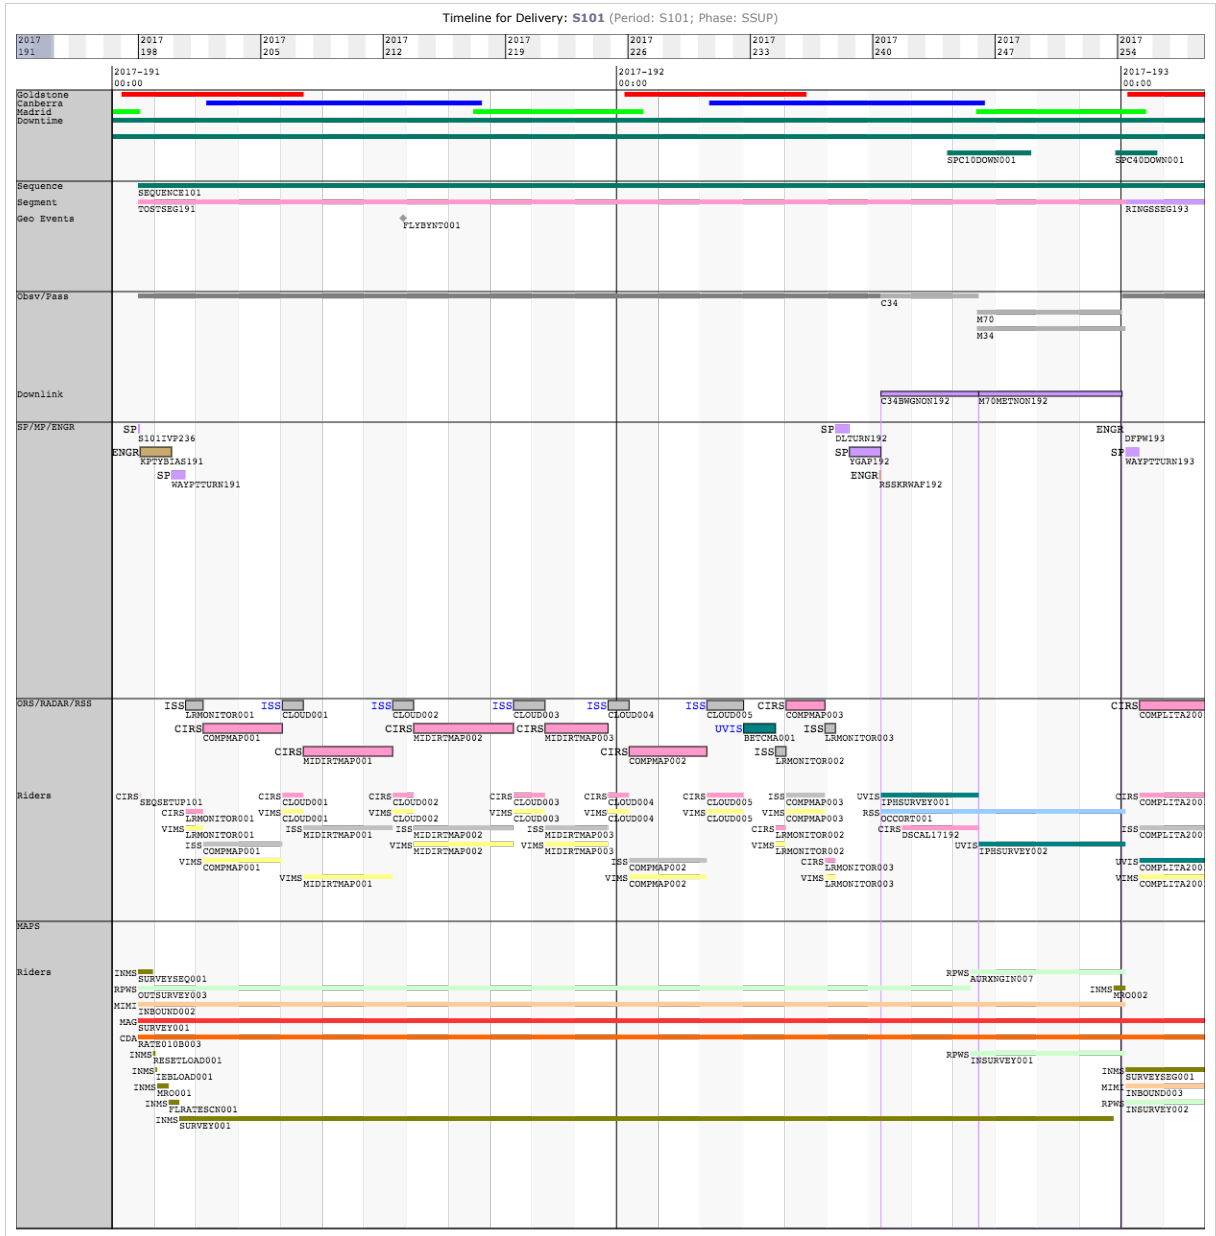 Timeline for Delivery: S101 (Period: S101; Phase: SSUP)
2017 2017 2017 2017 2017 2017 2017 2017 2017 2017
191 198 205 212 219 226 233 240 247 254
2017-191 2017-192 2017-193
00:00 00:00 00:00
Goldstone
Canberra
Madrid
Downtime
SPC10DOWN001 SPC40DOWN001
Sequence
SEQUENCE101
Segment
TOSTSEG191 RINGSSEG193
Geo Events
FLYBYNT001
Obsv/Pass
C34
M70
M34
Downlink
C34BWGNON192 M70METNON192
SP/MP/ENGR SP SP ENGR
S101IVP236 DLTURN192 DFPW193
ENGR SP SP
KPTYBIAS191 YGAP192 WAYPTTURN193
SP ENGR
WAYPTTURN191 RSSKRWAF192
ORS/RADAR/RSS ISS ISS ISS ISS ISS ISS CIRS CIRS
LRMONITOR001 CLOUD001 CLOUD002 CLOUD003 CLOUD004 CLOUD005 COMPMAP003 COMPLITA200
CIRS CIRS CIRS UVIS ISS
COMPMAP001 MIDIRTMAP002 MIDIRTMAP003 BETCMA001 LRMONITOR003
CIRS CIRS ISS
MIDIRTMAP001 COMPMAP002 LRMONITOR002
Riders CIRS CIRS CIRS CIRS CIRS CIRS ISS UVIS CIRS
SEQSETUP101 CLOUD001 CLOUD002 CLOUD003 CLOUD004 CLOUD005 COMPMAP003 IPHSURVEY001 COMPLITA200
CIRS VIMS VIMS VIMS VIMS VIMS VIMS RSS
LRMONITOR001 CLOUD001 CLOUD002 CLOUD003 CLOUD004 CLOUD005 COMPMAP003 OCCORT001
VIMS ISS ISS ISS CIRS CIRS ISS
LRMONITOR001 MIDIRTMAP001 MIDIRTMAP002 MIDIRTMAP003 LRMONITOR002 DSCAL17192 COMPLITA200
ISS VIMS VIMS VIMS UVIS
COMPMAP001 MIDIRTMAP002 MIDIRTMAP003 LRMONITOR002 IPHSURVEY002
VIMS ISS CIRS UVIS
COMPMAP001 COMPMAP002 LRMONITOR003 COMPLITA200
VIMS VIMS VIMS VIMS
MIDIRTMAP001 COMPMAP002 LRMONITOR003 COMPLITA200
MAPS
Riders INMS RPWS
SURVEYSEQ001 AURXNGIN007
RPWS INMS
OUTSURVEY003 MRO002
MIMI
INBOUND002
MAG
SURVEY001
CDA
RATE010B003
INMS RPWS
RESETLOAD001 INSURVEY001
INMS INMS
IEBLOAD001 SURVEYSEG001
INMS MIMI
MRO001 INBOUND003
INMS RPWS
FLRATESCN001 INSURVEY002
INMS
SURVEY001